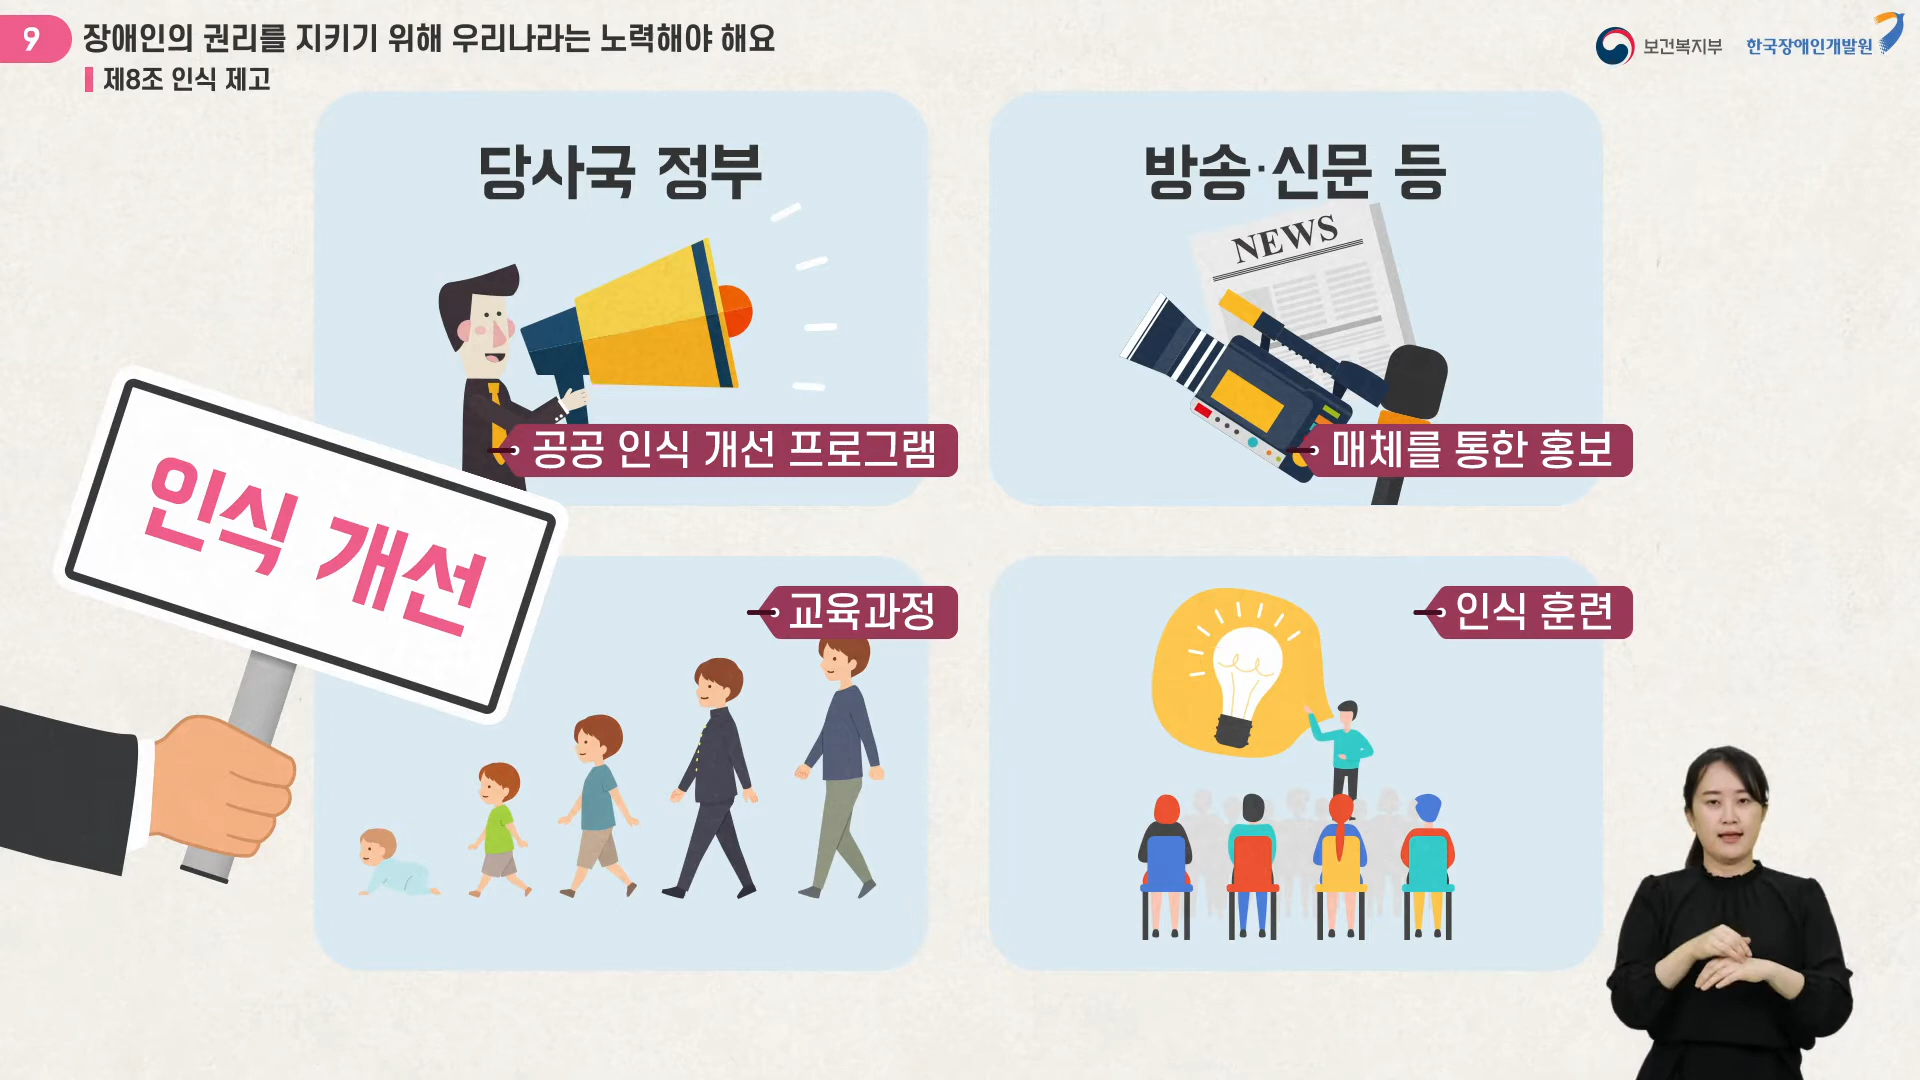 9 장애인의 권리를 지키기 위해 우리나라는 노력해야 해요
제8조 인식 제고
보건복지부
한국장애인개발원
당사국 정부
공공 인식 개선 프로그램
방송·신문 등
NEWS
매체를 통한 홍보
인식 개선
교육과정
인식 훈련